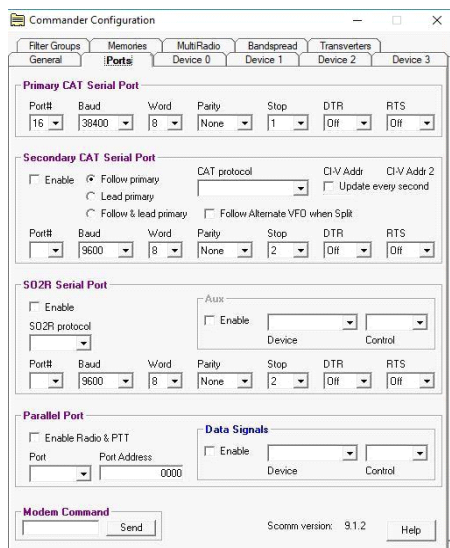 Commander Configuration
Filter Groups Memories MultiRadio Bandspread Transverters
General Ports Device 0 Device 1 Device 2 Device 3
Primary CAT Serial Port
Port# Baud Word Parity Stop DTR RTS
16 38400 8 None 1 Off Off
Secondary CAT Serial Port
Enable Follow primary CAT protocol CI-V Addr CI-V Addr 2
Lead primary Update every second
Follow & lead primary Follow Alternate VFO when Split
Port# Baud Word Parity Stop DTR RTS
9600 8 None 2 Off Off
SO2R Serial Port
Enable Aux
SO2R protocol Enable
Device Control
Port# Baud Word Parity Stop DTR RTS
9600 8 None 2 Off Off
Parallel Port
Enable Radio & PTT Data Signals
Port Port Address Enable
0000 Device Control
Modem Command
Send Scomm version: 9.1.2 Help